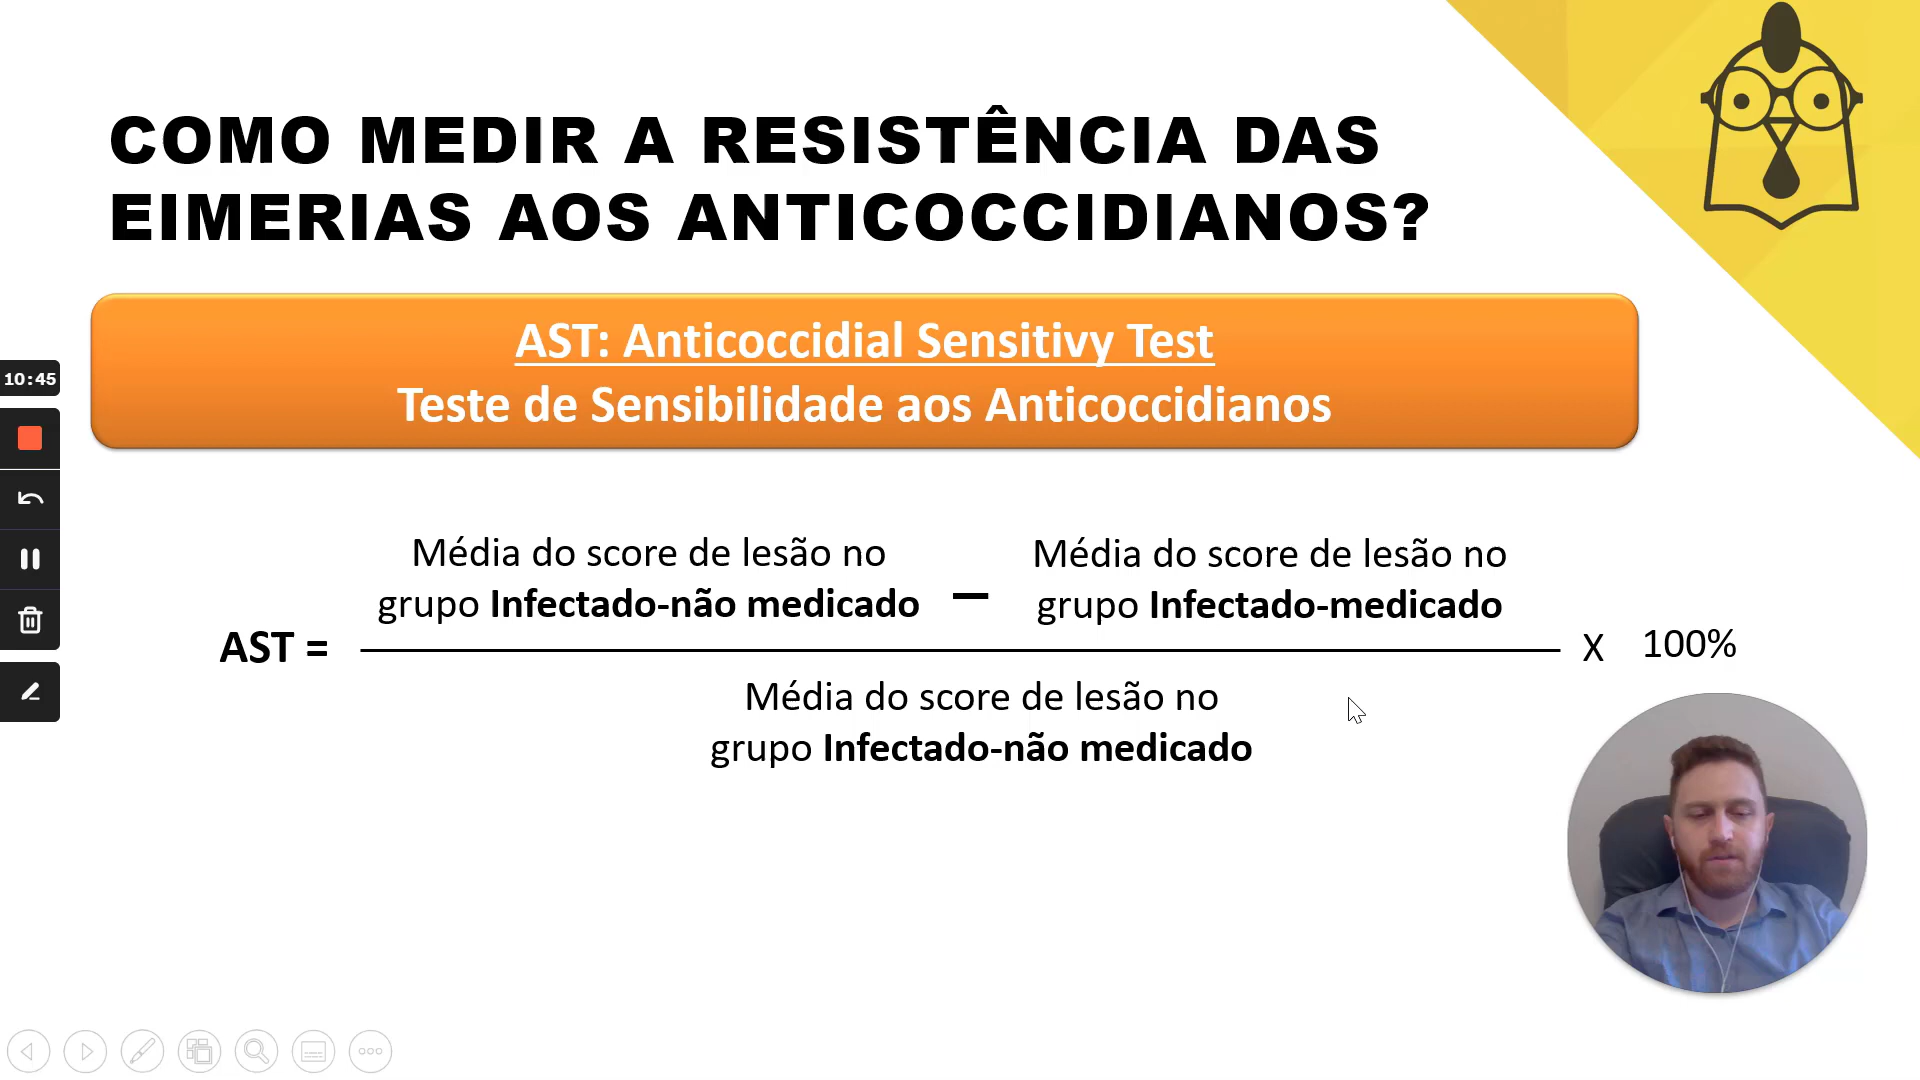 COMO MEDIR A RESISTÊNCIA DAS
EIMERIAS AOS ANTICOCCIDIANOS?
AST: Anticoccidial Sensitivy Test
Teste de Sensibilidade aos Anticoccidianos
10:45
Média do score de lesão no
grupo Infectado-não medicado
–
Média do score de lesão no
grupo Infectado-medicado
AST =
X 100%
Média do score de lesão no
grupo Infectado-não medicado